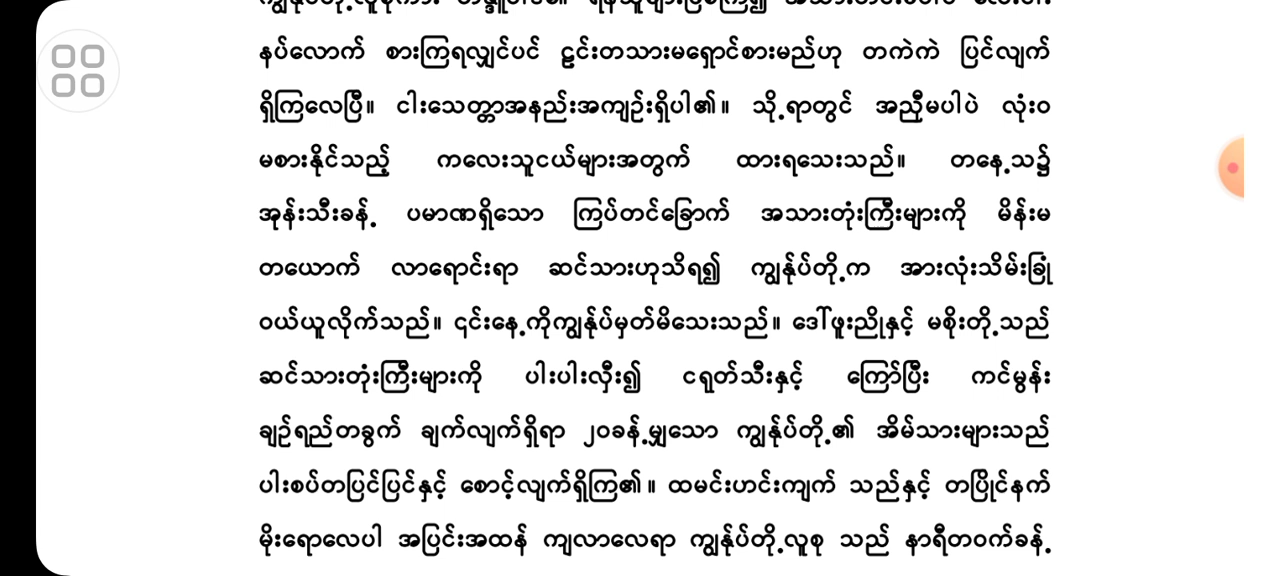 နပ်လောက် စားကြရလျှင်ပင် ဠင်းတသားမရှောင်စားမည်ဟု တကဲကဲ ပြင်လျက်
ရှိကြလေပြီ။ ငါးသေတ္တာအနည်းအကျဉ်းရှိပါ၏။ သို့ရာတွင် အညှီမပါပဲ လုံးဝ
မစားနိုင်သည့် ကလေးသူငယ်များအတွက် ထားရသေးသည်။ တနေ့သ၌
အုန်းသီးခန့် ပမာဏရှိသော ကြပ်တင်ခြောက် အသားတုံးကြီးများကို မိန်းမ
တယောက် လာရောင်းရာ ဆင်သားဟုသိရ၍ ကျွန်ုပ်တို့က အားလုံးသိမ်းခြုံ
ဝယ်ယူလိုက်သည်။ ၎င်းနေ့ကိုကျွန်ုပ်မှတ်မိသေးသည်။ ဒေါ်ဖူးညိုနှင့် မစိုးတို့သည်
ဆင်သားတုံးကြီးများကို ပါးပါးလှီး၍ ငရုတ်သီးနှင့် ကြော်ပြီး ကင်မွန်း
ချဉ်ရည်တခွက် ချက်လျက်ရှိရာ ၂၀ခန့်မျှသော ကျွန်ုပ်တို့၏ အိမ်သားများသည်
ပါးစပ်တပြင်ပြင်နှင့် စောင့်လျက်ရှိကြ၏။ ထမင်းဟင်းကျက် သည်နှင့် တပြိုင်နက်
မိုးရောလေပါ အပြင်းအထန် ကျလာလေရာ ကျွန်ုပ်တို့လူစု သည် နာရီတဝက်ခန့်